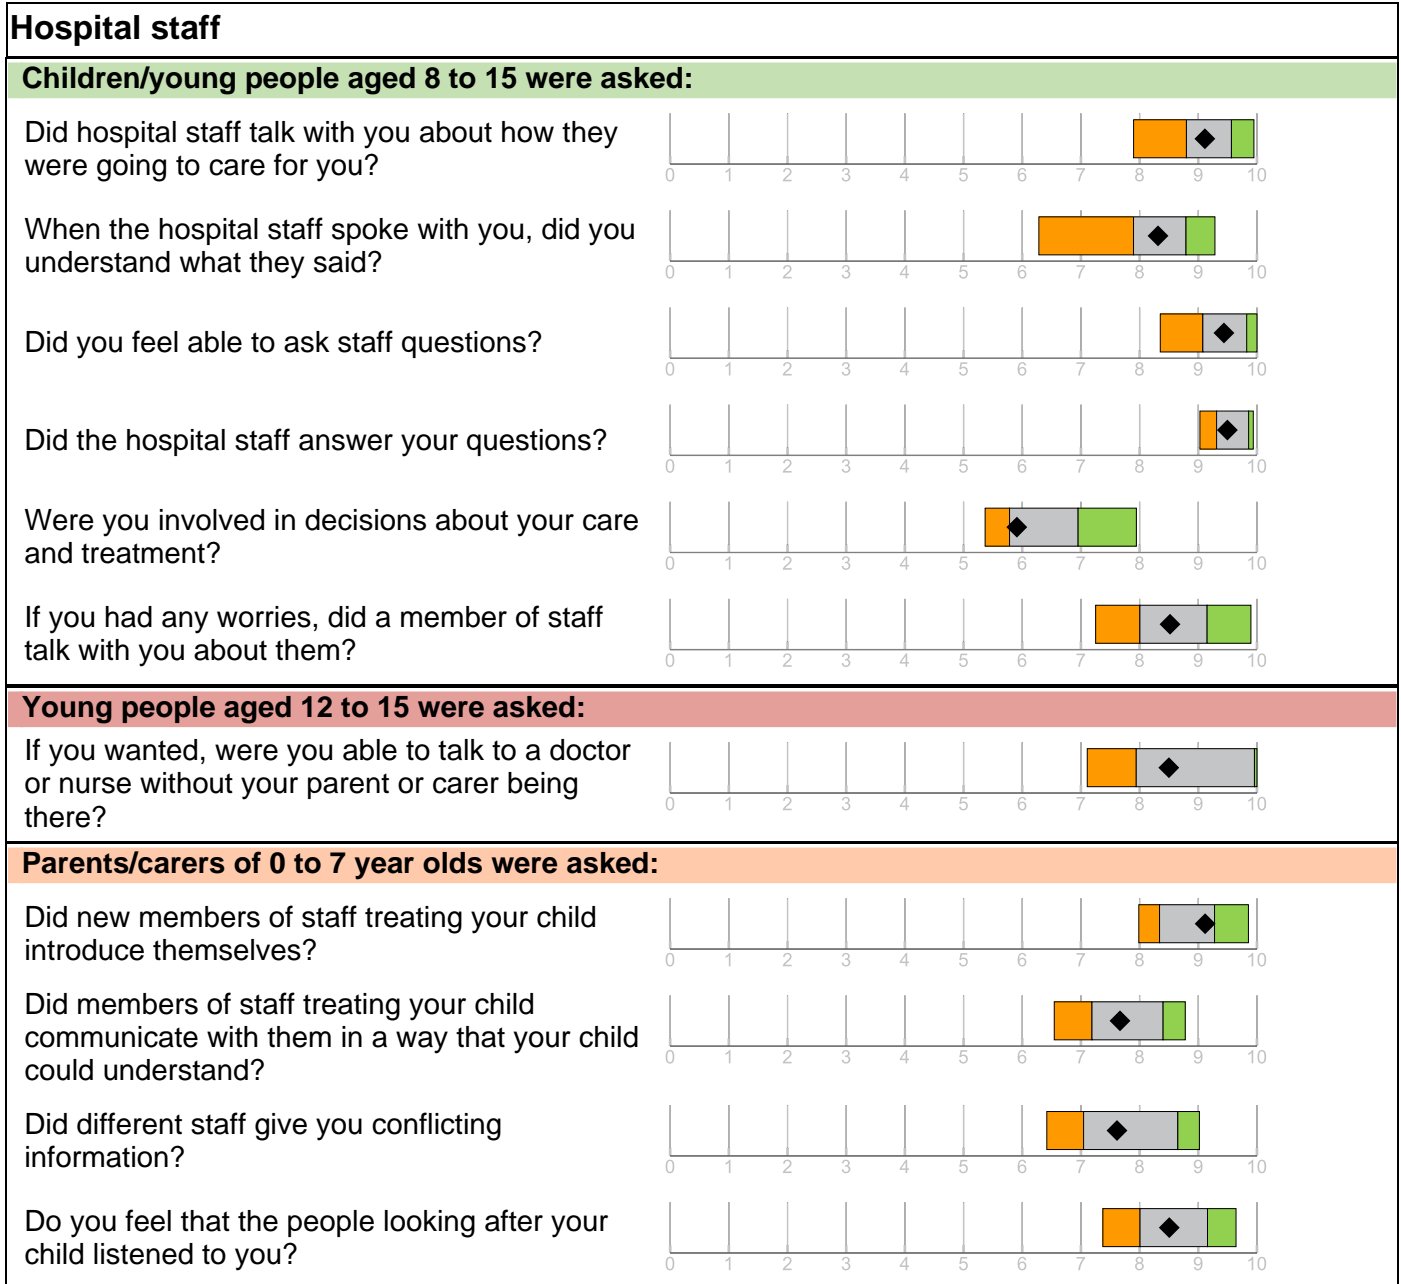 Hospital staff
Children/young people aged 8 to 15 were asked:
Did hospital staff talk with you about how they
were going to care for you?
0 1 2 3 4 5 6 7 8 9 10
When the hospital staff spoke with you, did you
understand what they said?
0 1 2 3 4 5 6 7 8 9 10
Did you feel able to ask staff questions?
0 1 2 3 4 5 6 7 8 9 10
Did the hospital staff answer your questions?
0 1 2 3 4 5 6 7 8 9 10
Were you involved in decisions about your care
and treatment?
0 1 2 3 4 5 6 7 8 9 10
If you had any worries, did a member of staff
talk with you about them?
0 1 2 3 4 5 6 7 8 9 10
Young people aged 12 to 15 were asked:
If you wanted, were you able to talk to a doctor
or nurse without your parent or carer being
there?
0 1 2 3 4 5 6 7 8 9 10
Parents/carers of 0 to 7 year olds were asked:
Did new members of staff treating your child
introduce themselves?
0 1 2 3 4 5 6 7 8 9 10
Did members of staff treating your child
communicate with them in a way that your child
could understand?
0 1 2 3 4 5 6 7 8 9 10
Did different staff give you conflicting
information?
0 1 2 3 4 5 6 7 8 9 10
Do you feel that the people looking after your
child listened to you?
0 1 2 3 4 5 6 7 8 9 10